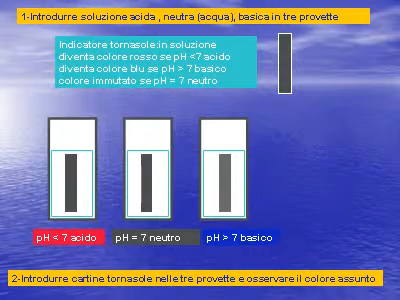 1-Introdurre soluzione acida , neutra (acqua), basica in tre provette
Indicatore tornasole:in soluzione
diventa colore rosso se pH <7 acido
diventa colore blu se pH > 7 basico
colore immutato se pH = 7 neutro
pH < 7 acido
pH = 7 neutro
pH > 7 basico
2-Introdurre cartine tornasole nelle tre provette e osservare il colore assunto